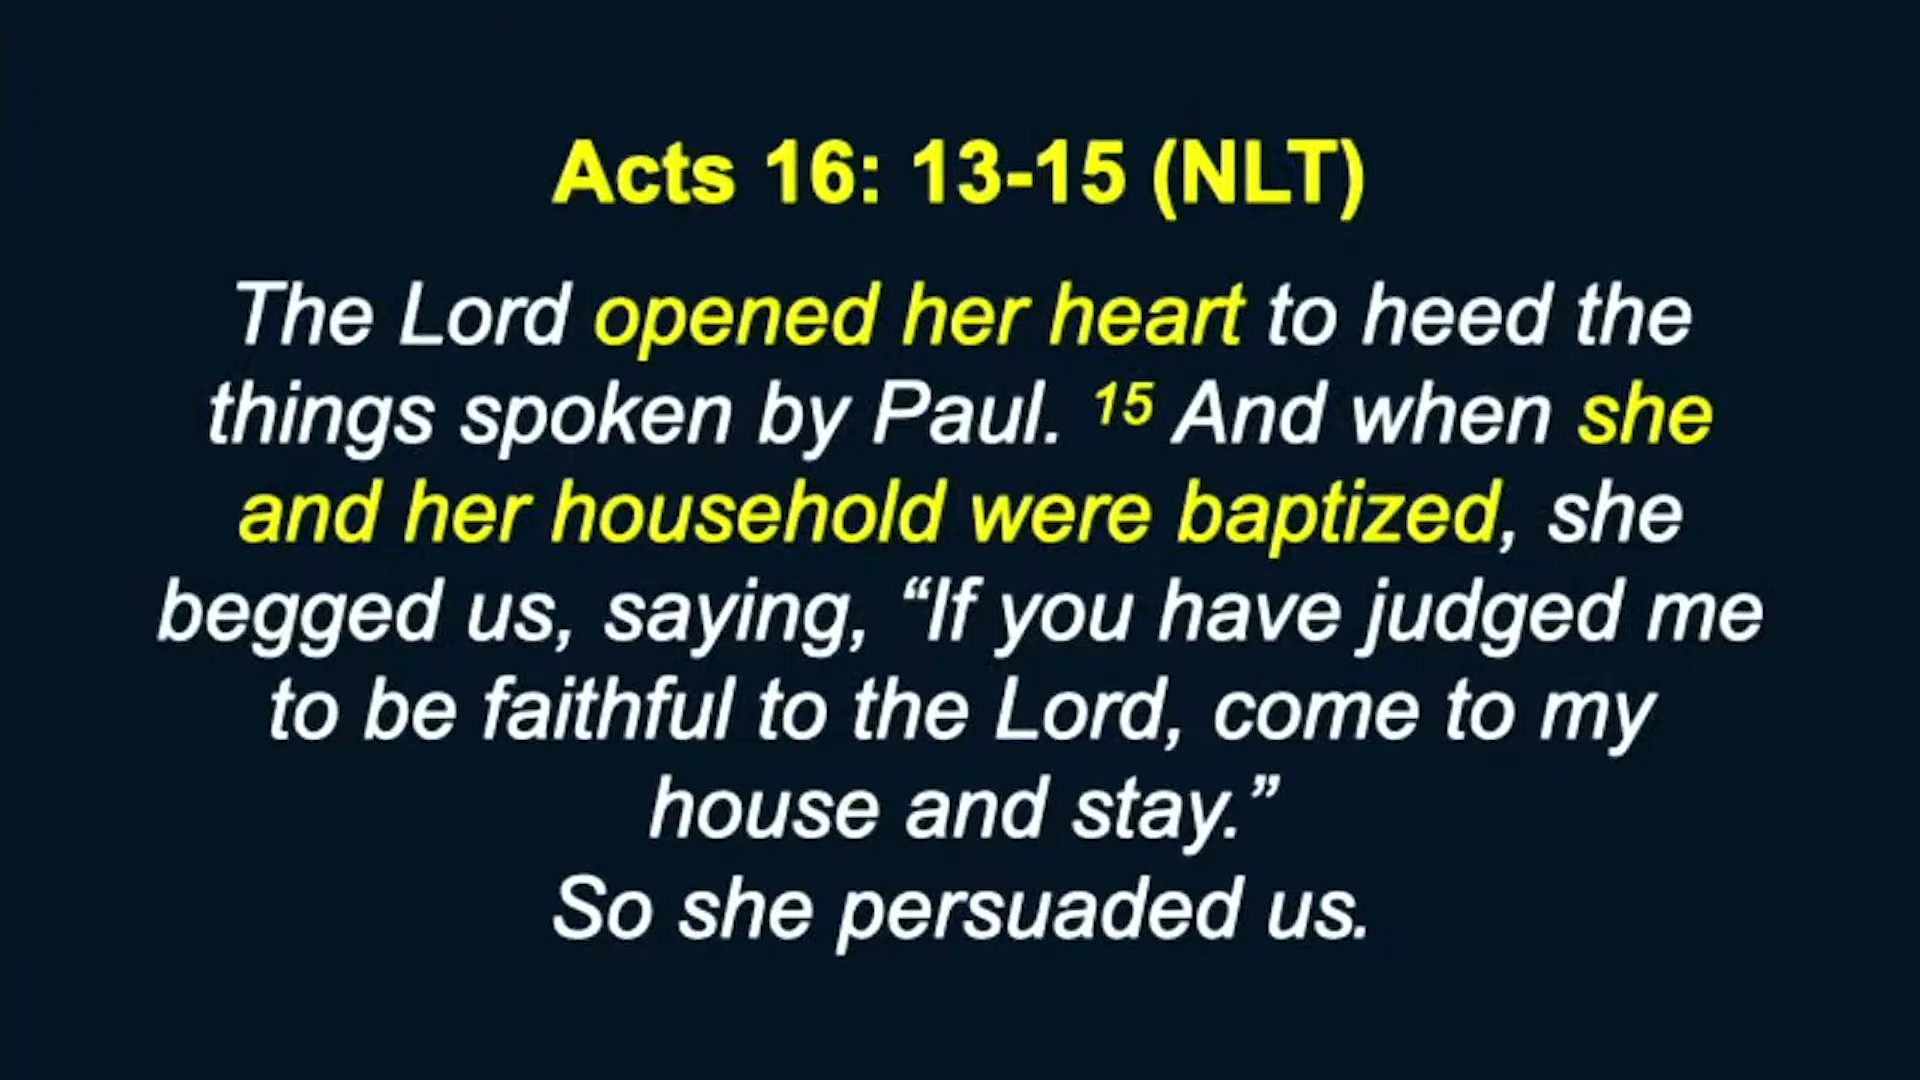 Acts 16: 13-15 (NLT)
The Lord opened her heart to heed the
things spoken by Paul. 15 And when she
and her household were baptized, she
begged us, saying, “If you have judged me
to be faithful to the Lord, come to my
house and stay.”
So she persuaded us.